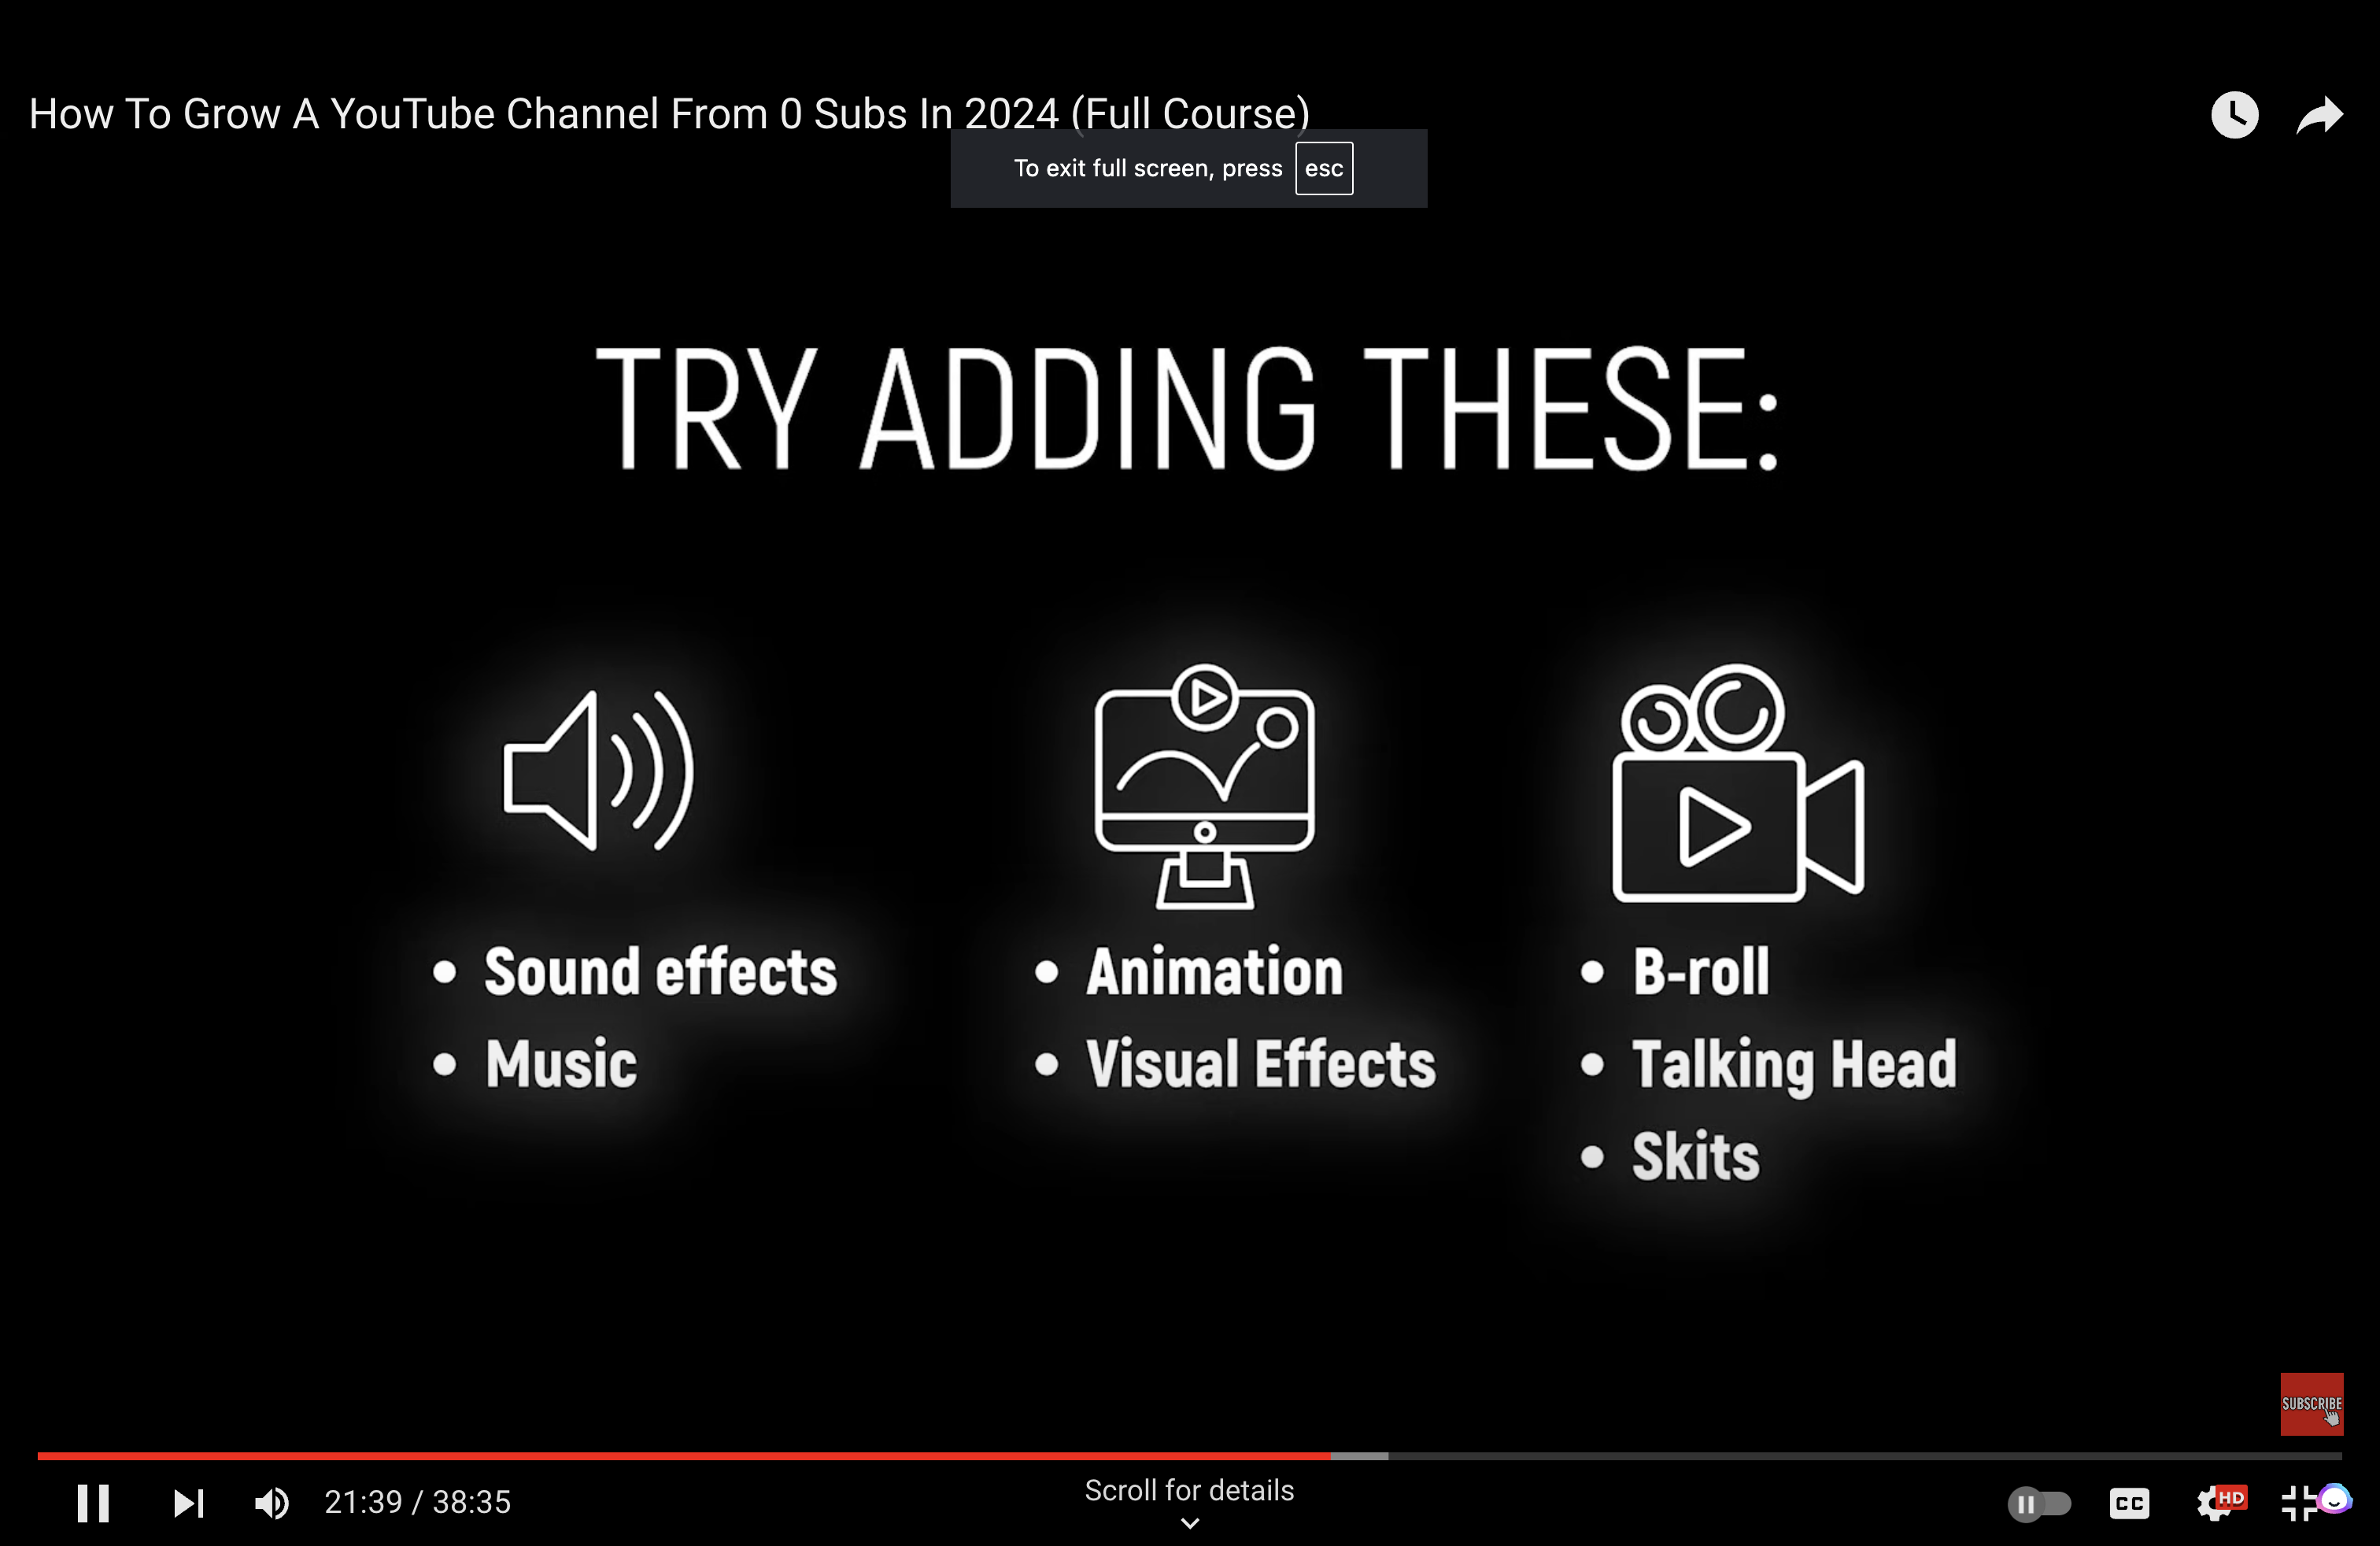 How To Grow A YouTube Channel From 0 Subs In 2024 (Full Course)
To exit full screen, press esc
TRY ADDING THESE:
• Sound effects
• Music
• Animation
• Visual Effects
• B-roll
• Talking Head
• Skits
SUBSCRIBE
21:39 / 38:35
Scroll for details
CC
HD